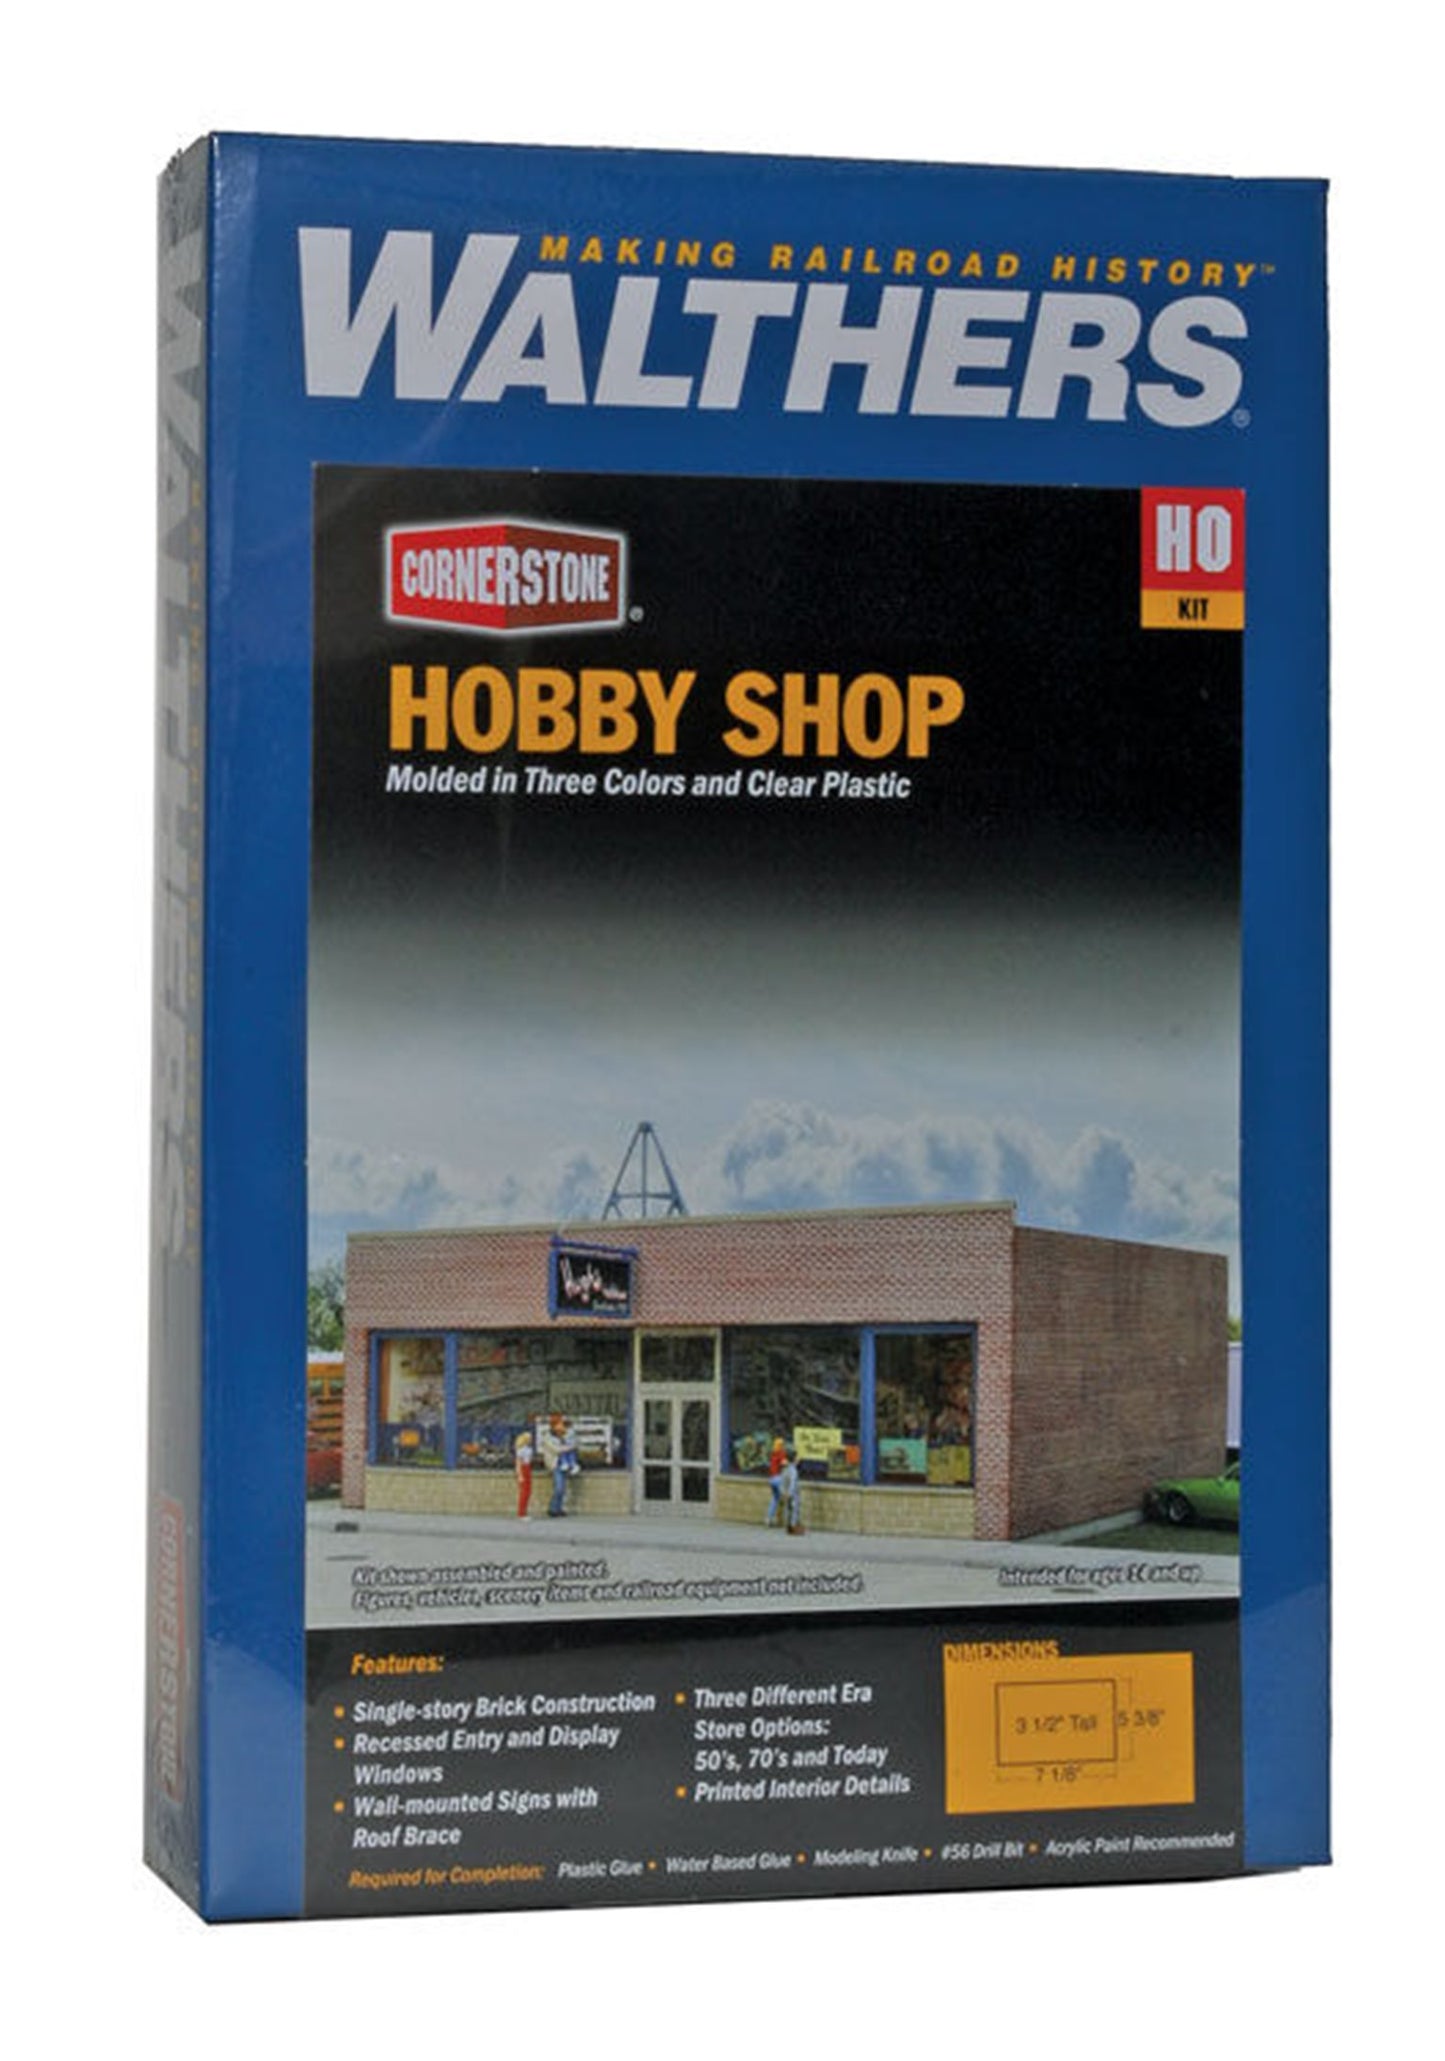 MAKING RAILROAD HISTORY™
WALTHERS®
HO
KIT
CORNERSTONE®
HOBBY SHOP
Molded in Three Colors and Clear Plastic
Kit shown assembled and painted.
Figures, vehicles, scenery items and railroad equipment not included.
Intended for ages 14 and up
Features:
• Single-story Brick Construction
• Recessed Entry and Display
Windows
• Wall-mounted Signs with
Roof Brace
• Three Different Era
Store Options:
50's, 70's and Today
• Printed Interior Details
DIMENSIONS
3 1/2" Tall
5 3/8"
7 1/8"
Required for Completion: Plastic Glue • Water Based Glue • Modeling Knife • #56 Drill Bit • Acrylic Paint Recommended
WALTHERS
CORNERSTONE